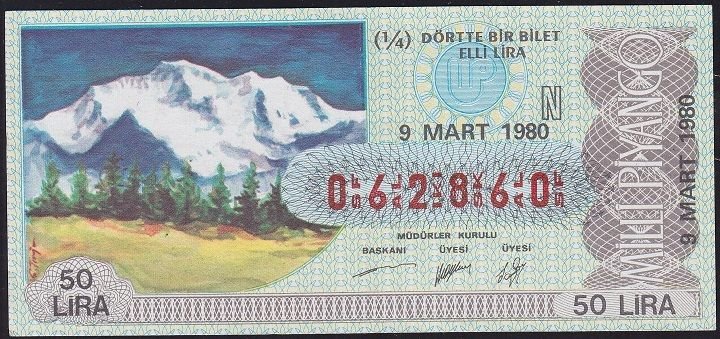 (1/4) DÖRTTE BİR BİLET
ELLİ LİRA
MP
N
9 MART 1980
062860
MÜDÜRLER KURULU
BAŞKANI ÜYESİ ÜYESİ
50
LİRA
50 LİRA
MİLLİ PİYANGO
9 MART 1980